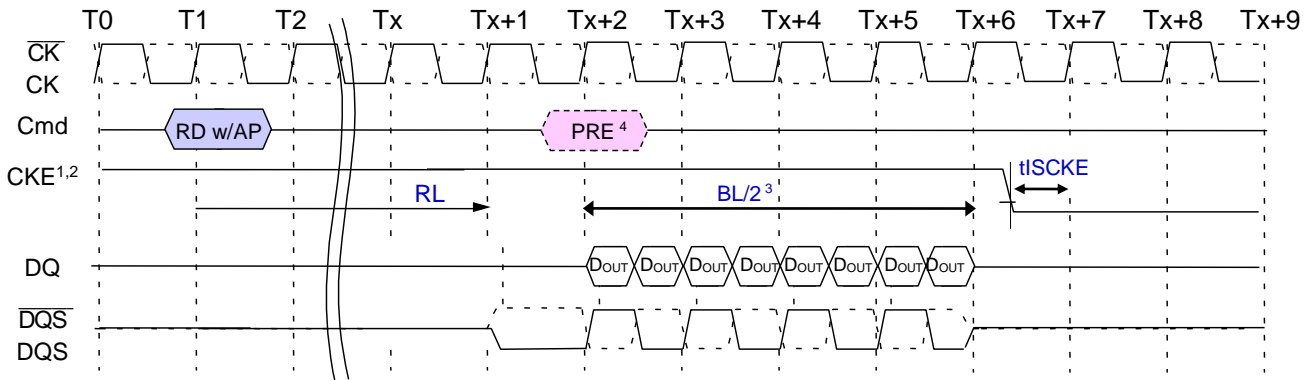 T0 T1 T2 Tx Tx+1 Tx+2 Tx+3 Tx+4 Tx+5 Tx+6 Tx+7 Tx+8 Tx+9
CK
CK
Cmd RD w/AP PRE 4
CKE1,2 tISCKE
RL BL/2 3
DQ DOUT DOUT DOUT DOUT DOUT DOUT DOUT DOUT
DQS
DQS